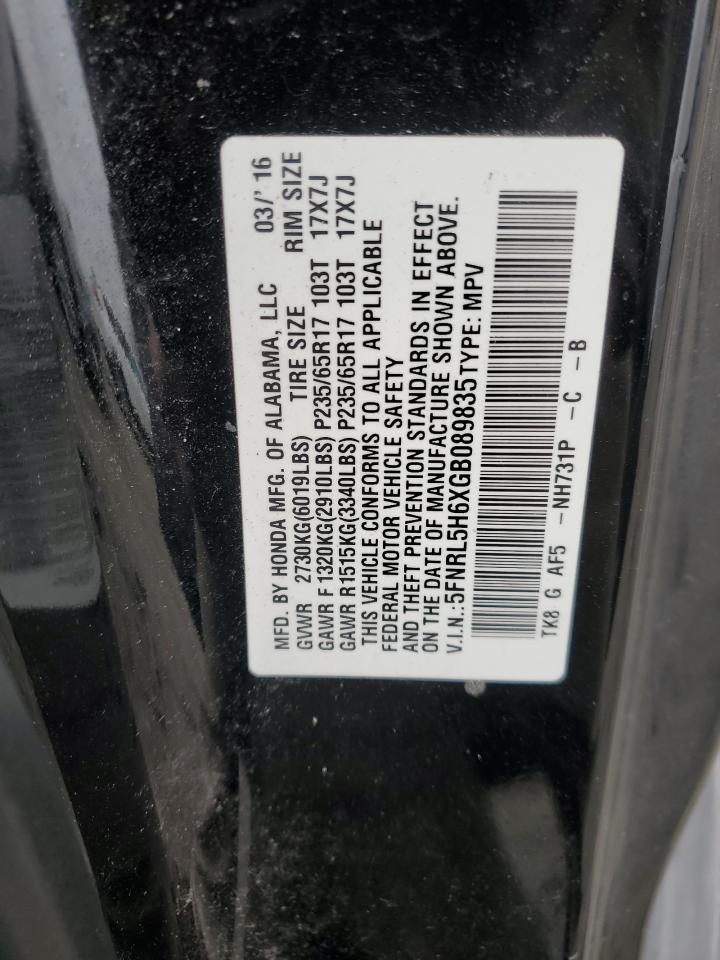 MFD. BY HONDA MFG. OF ALABAMA, LLC 03/' 16
GVWR 2730KG(6019LBS) TIRE SIZE RIM SIZE
GAWR F 1320KG(2910LBS) P235/65R17 103T 17X7J
GAWR R1515KG(3340LBS) P235/65R17 103T 17X7J
THIS VEHICLE CONFORMS TO ALL APPLICABLE
FEDERAL MOTOR VEHICLE SAFETY
AND THEFT PREVENTION STANDARDS IN EFFECT
ON THE DATE OF MANUFACTURE SHOWN ABOVE.
V.I.N.:5FNRL5H6XGB089835TYPE: MPV
TK8 G AF5 -NH731P -C -B